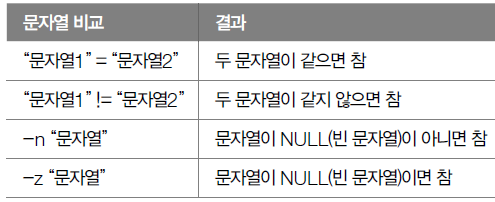 문자열 비교 결과
“문자열1” = “문자열2” 두 문자열이 같으면 참
“문자열1” != “문자열2” 두 문자열이 같지 않으면 참
-n “문자열” 문자열이 NULL(빈 문자열)이 아니면 참
-z “문자열” 문자열이 NULL(빈 문자열)이면 참